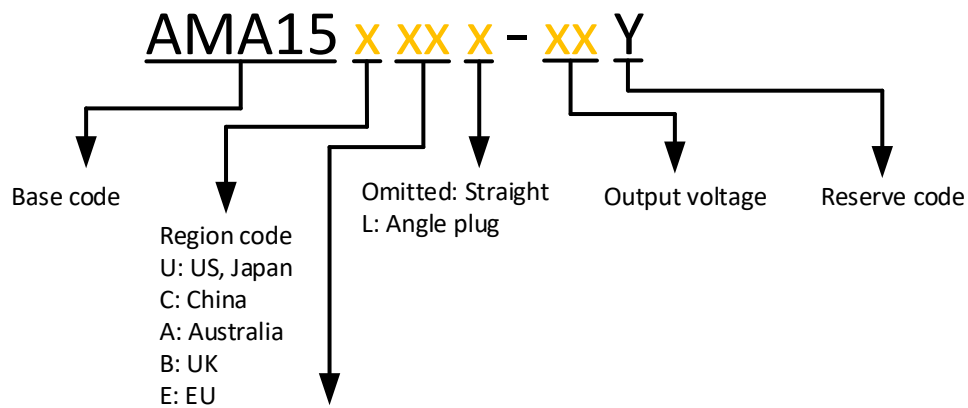 AMA15 x xx x - xx Y
Base code
Omitted: Straight
L: Angle plug
Output voltage
Reserve code
Region code
U: US, Japan
C: China
A: Australia
B: UK
E: EU